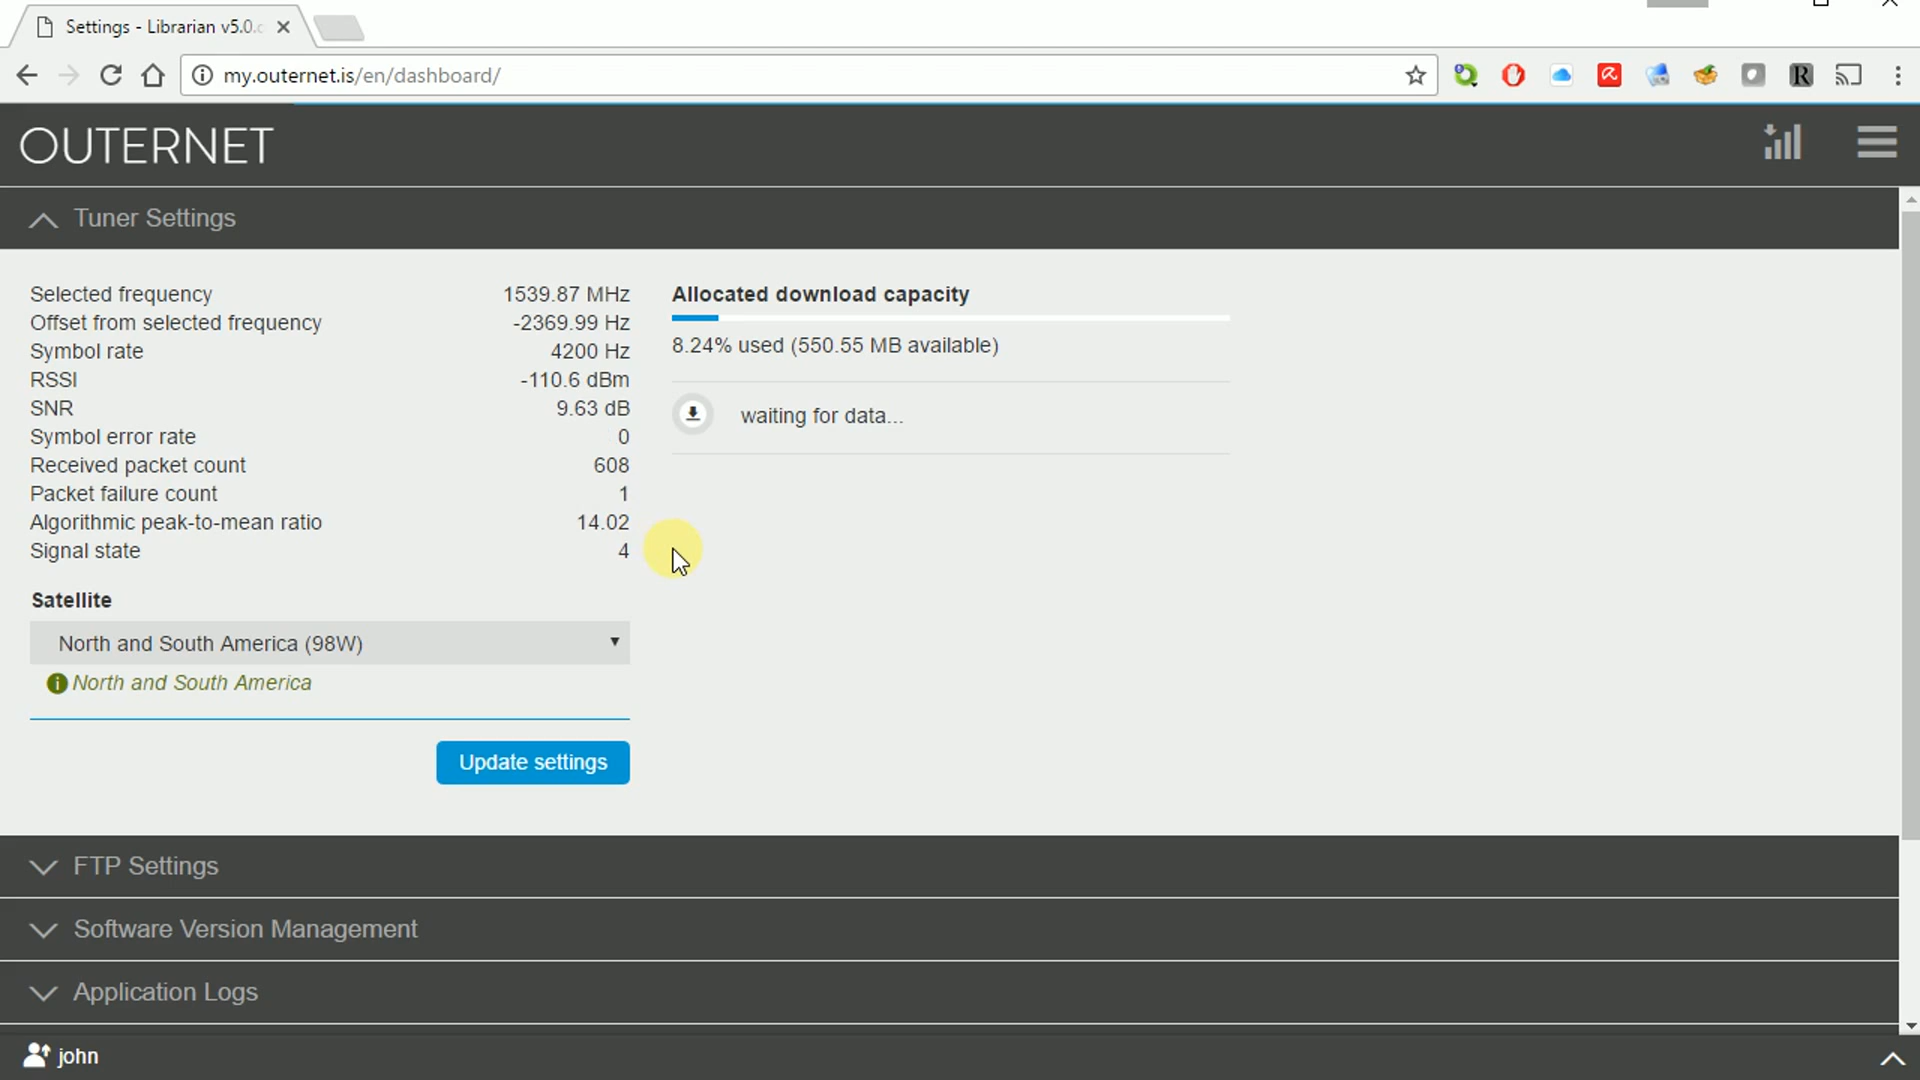 Settings - Librarian v5.0.
my.outernet.is/en/dashboard/
OUTERNET
Tuner Settings
Selected frequency 1539.87 MHz
Offset from selected frequency -2369.99 Hz
Symbol rate 4200 Hz
RSSI -110.6 dBm
SNR 9.63 dB
Symbol error rate 0
Received packet count 608
Packet failure count 1
Algorithmic peak-to-mean ratio 14.02
Signal state 4
Allocated download capacity
8.24% used (550.55 MB available)
waiting for data...
Satellite
North and South America (98W)
North and South America
Update settings
FTP Settings
Software Version Management
Application Logs
john